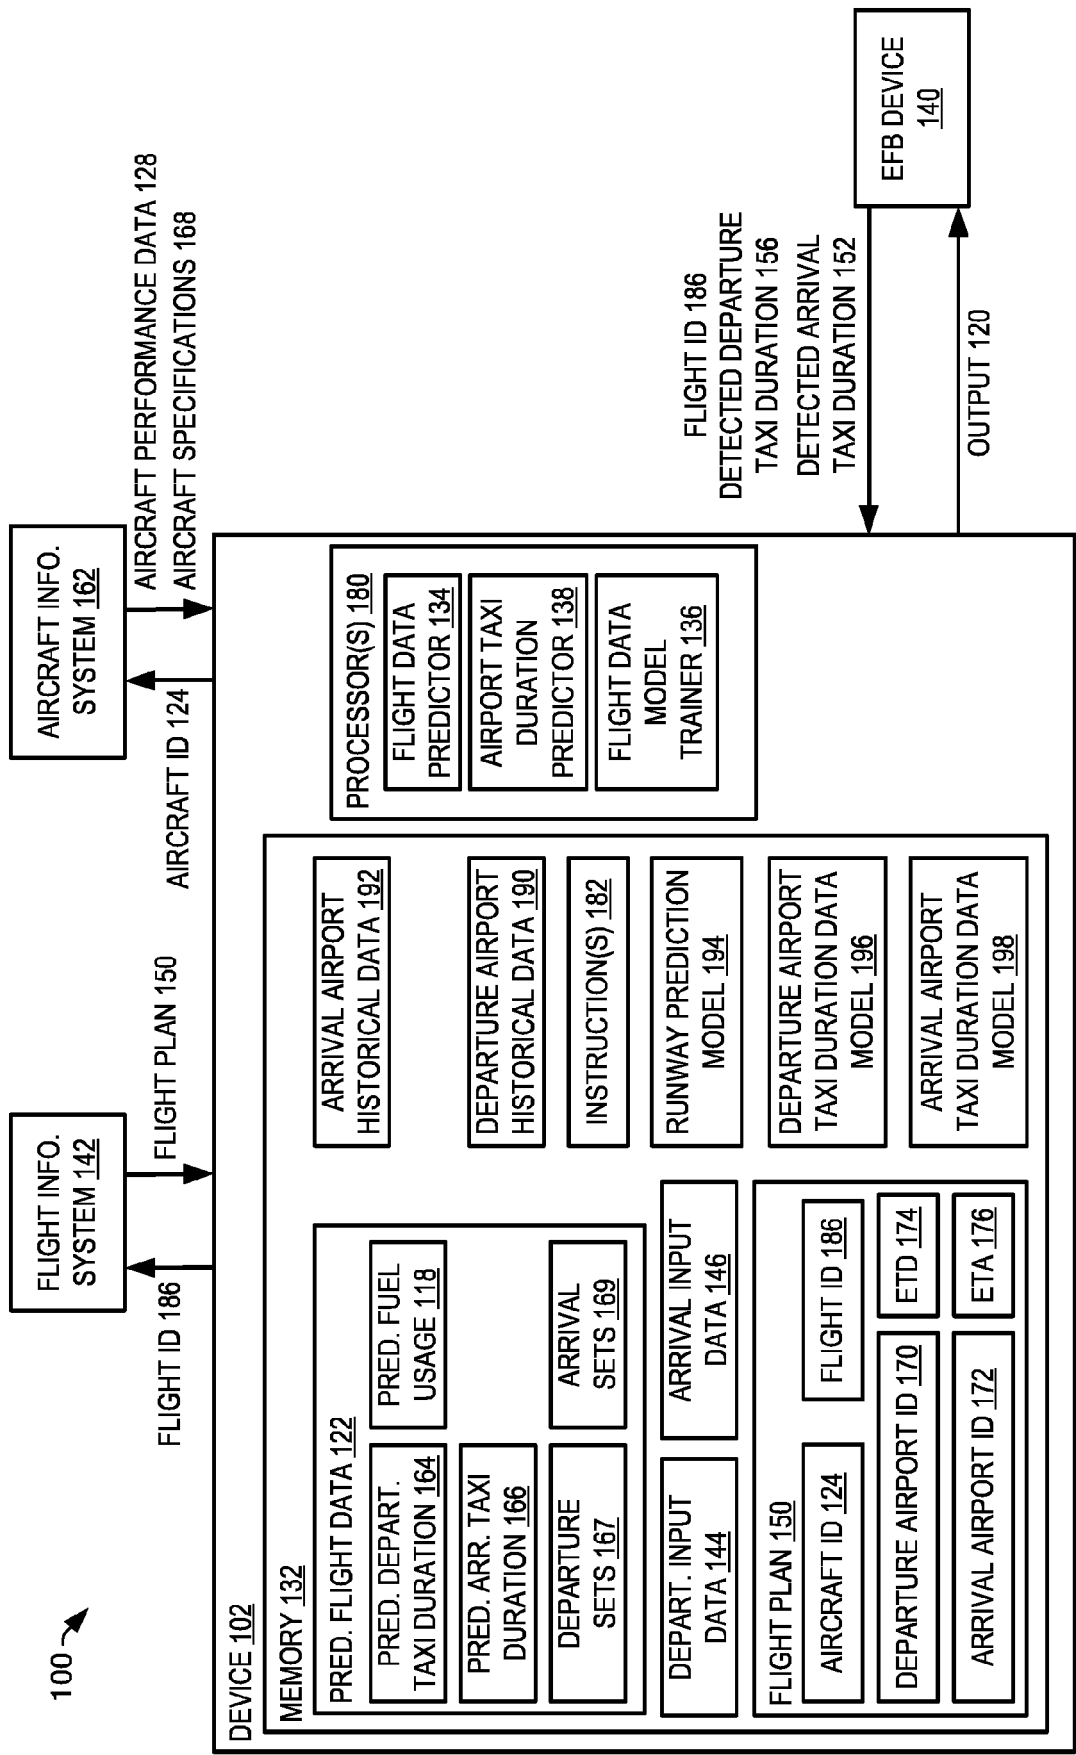 100
FLIGHT INFO.
SYSTEM 142
AIRCRAFT INFO.
SYSTEM 162
FLIGHT ID 186
FLIGHT PLAN 150
AIRCRAFT ID 124
AIRCRAFT PERFORMANCE DATA 128
AIRCRAFT SPECIFICATIONS 168
DEVICE 102
MEMORY 132
PRED. FLIGHT DATA 122
PRED. DEPART.
TAXI DURATION 164
PRED. FUEL
USAGE 118
PRED. ARR. TAXI
DURATION 166
DEPARTURE
SETS 167
ARRIVAL
SETS 169
DEPART. INPUT
DATA 144
ARRIVAL INPUT
DATA 146
FLIGHT PLAN 150
AIRCRAFT ID 124
FLIGHT ID 186
DEPARTURE AIRPORT ID 170
ETD 174
ARRIVAL AIRPORT ID 172
ETA 176
ARRIVAL AIRPORT
HISTORICAL DATA 192
DEPARTURE AIRPORT
HISTORICAL DATA 190
INSTRUCTION(S) 182
RUNWAY PREDICTION
MODEL 194
DEPARTURE AIRPORT
TAXI DURATION DATA
MODEL 196
ARRIVAL AIRPORT
TAXI DURATION DATA
MODEL 198
PROCESSOR(S) 180
FLIGHT DATA
PREDICTOR 134
AIRPORT TAXI
DURATION
PREDICTOR 138
FLIGHT DATA
MODEL
TRAINER 136
FLIGHT ID 186
DETECTED DEPARTURE
TAXI DURATION 156
DETECTED ARRIVAL
TAXI DURATION 152
OUTPUT 120
EFB DEVICE
140